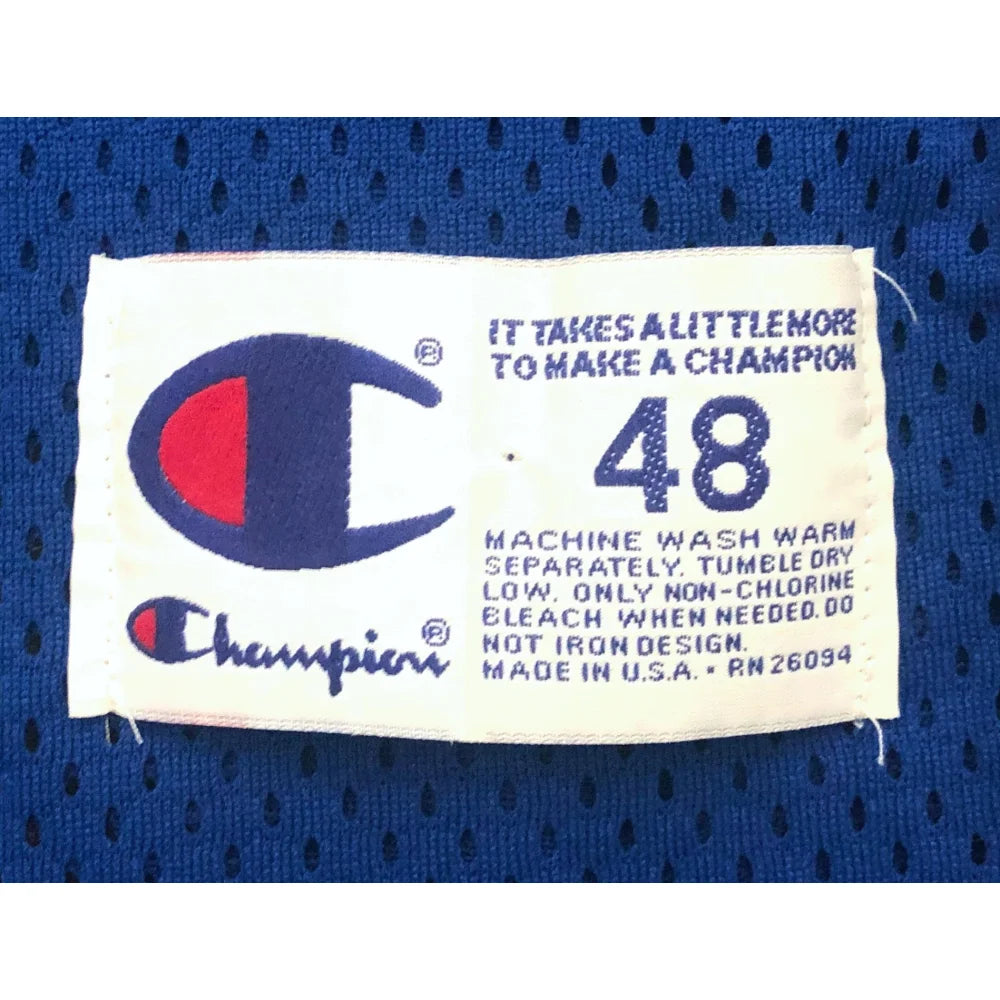 ®
Champion®
IT TAKES A LITTLE MORE
TO MAKE A CHAMPION
48
MACHINE WASH WARM
SEPARATELY. TUMBLE DRY
LOW. ONLY NON-CHLORINE
BLEACH WHEN NEEDED. DO
NOT IRON DESIGN.
MADE IN U.S.A. • RN 26094